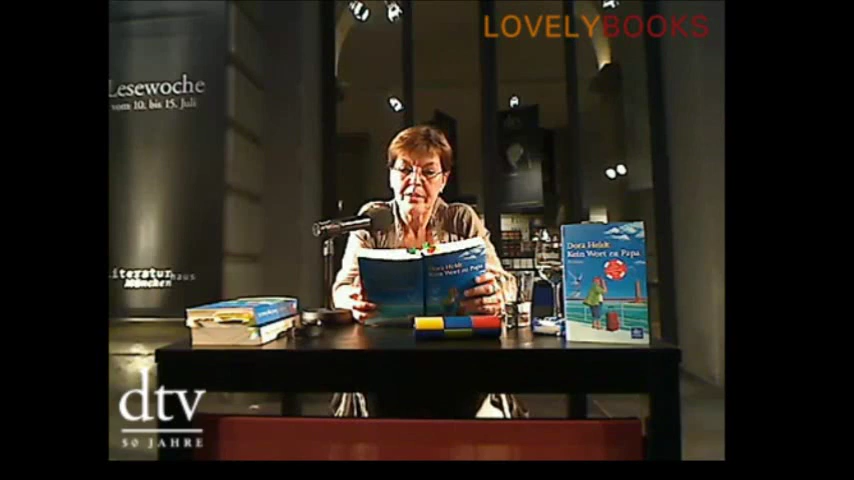 LOVELYBOOKS
Lesewoche
vom 10. bis 15. Juli
Literaturhaus
München
Dora Heldt
Kein Wort zu Papa
Dora Heldt
Kein Wort zu Papa
dtv
50 JAHRE